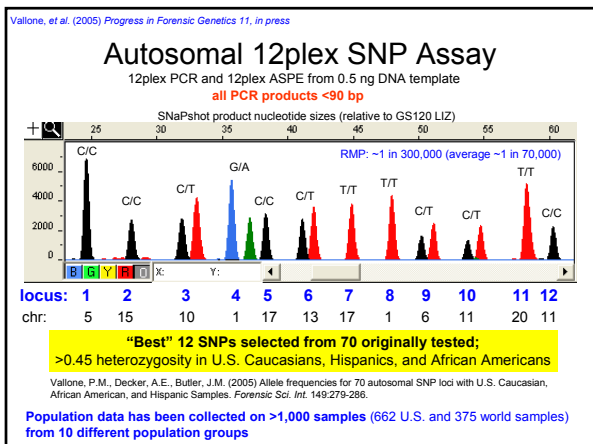 Vallone, et al. (2005) Progress in Forensic Genetics 11, in press
Autosomal 12plex SNP Assay
12plex PCR and 12plex ASPE from 0.5 ng DNA template
all PCR products <90 bp
SNaPshot product nucleotide sizes (relative to GS120 LIZ)
25 30 35 40 45 50 55 60
RMP: ~1 in 300,000 (average ~1 in 70,000)
C/C C/C C/T G/A C/C C/T T/T T/T C/T C/T T/T C/C
6000
4000
2000
0
B G Y R O X: Y:
locus: 1 2 3 4 5 6 7 8 9 10 11 12
chr: 5 15 10 1 17 13 17 1 6 11 20 11
“Best” 12 SNPs selected from 70 originally tested;
>0.45 heterozygosity in U.S. Caucasians, Hispanics, and African Americans
Vallone, P.M., Decker, A.E., Butler, J.M. (2005) Allele frequencies for 70 autosomal SNP loci with U.S. Caucasian,
African American, and Hispanic Samples. Forensic Sci. Int. 149:279-286.
Population data has been collected on >1,000 samples (662 U.S. and 375 world samples)
from 10 different population groups